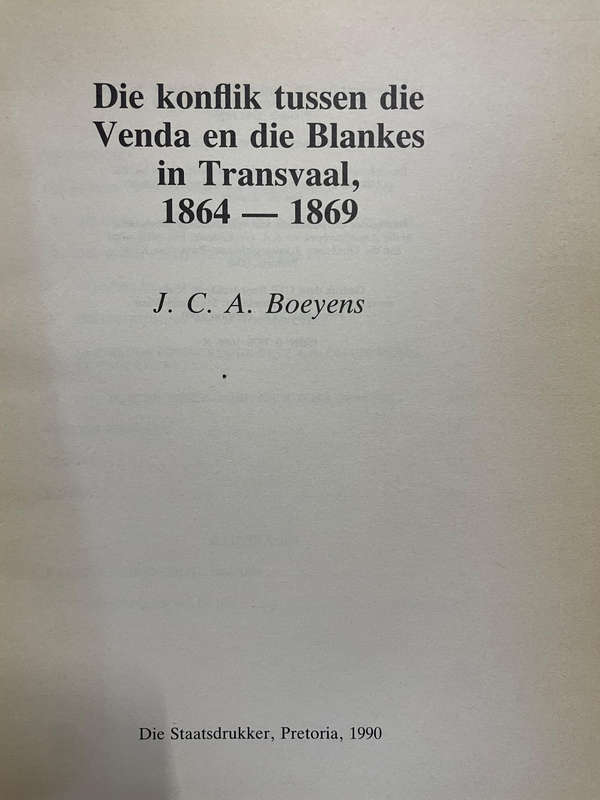 Die konflik tussen die
Venda en die Blankes
in Transvaal,
1864 — 1869
J. C. A. Boeyens
Die Staatsdrukker, Pretoria, 1990